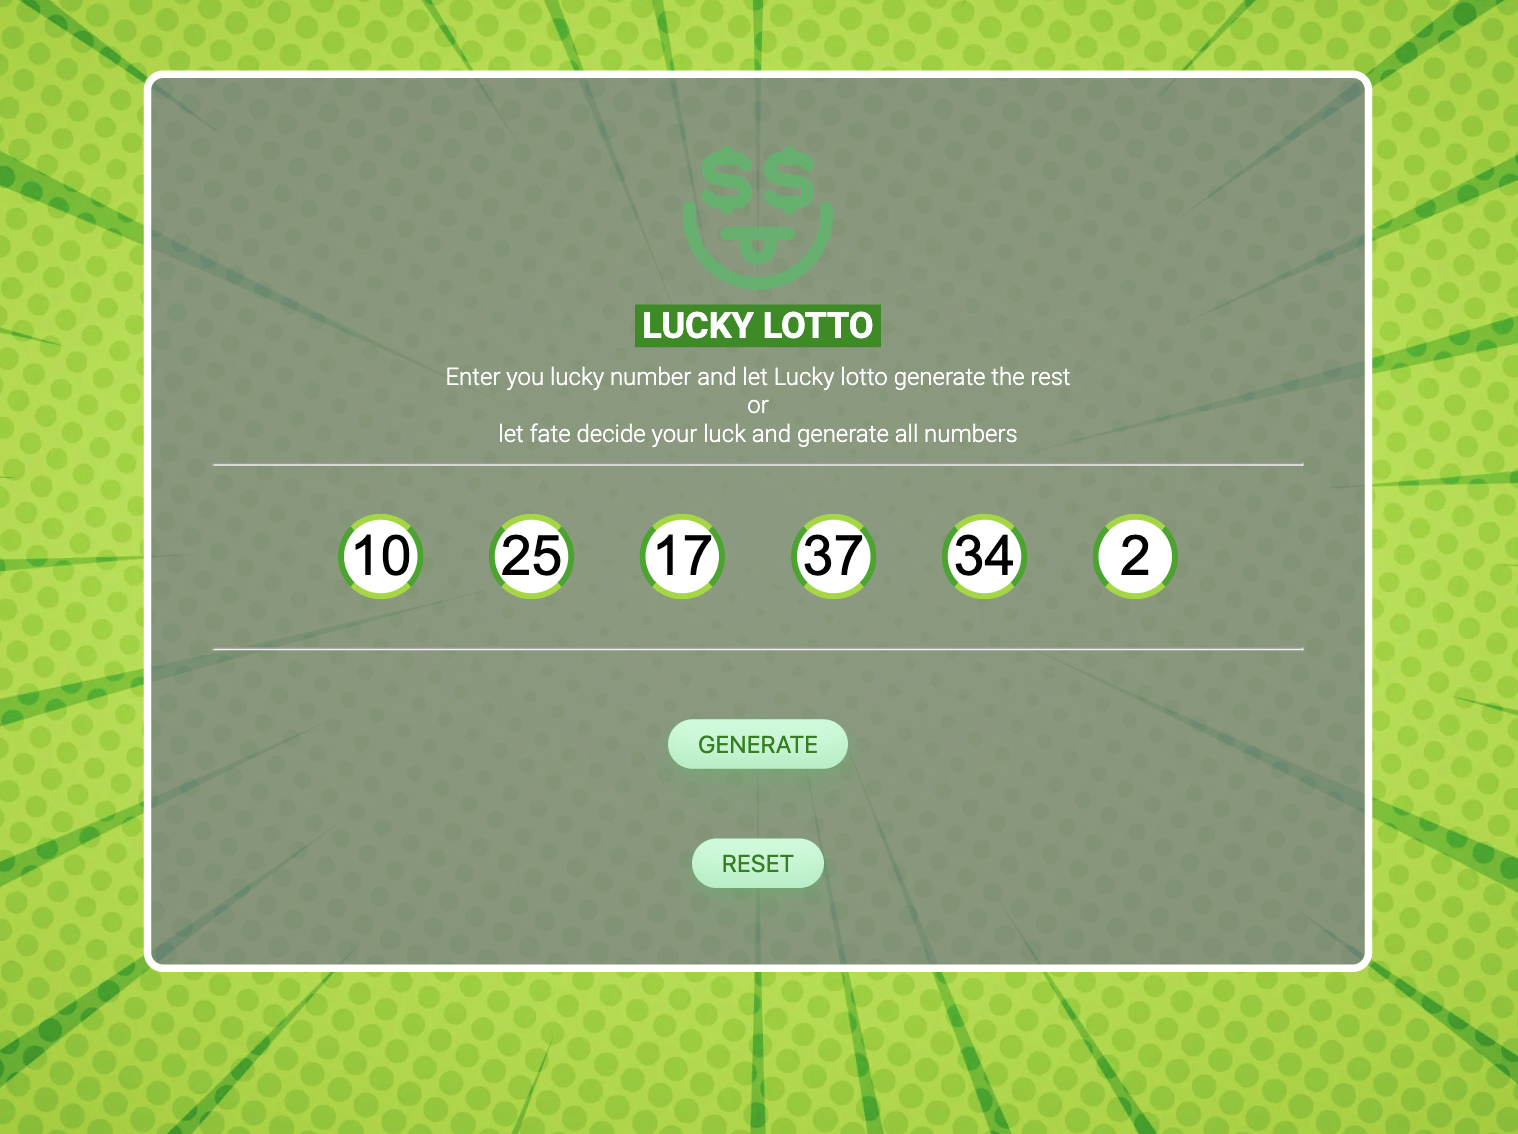 $$
LUCKY LOTTO
Enter you lucky number and let Lucky lotto generate the rest
or
let fate decide your luck and generate all numbers
10 25 17 37 34 2
GENERATE
RESET